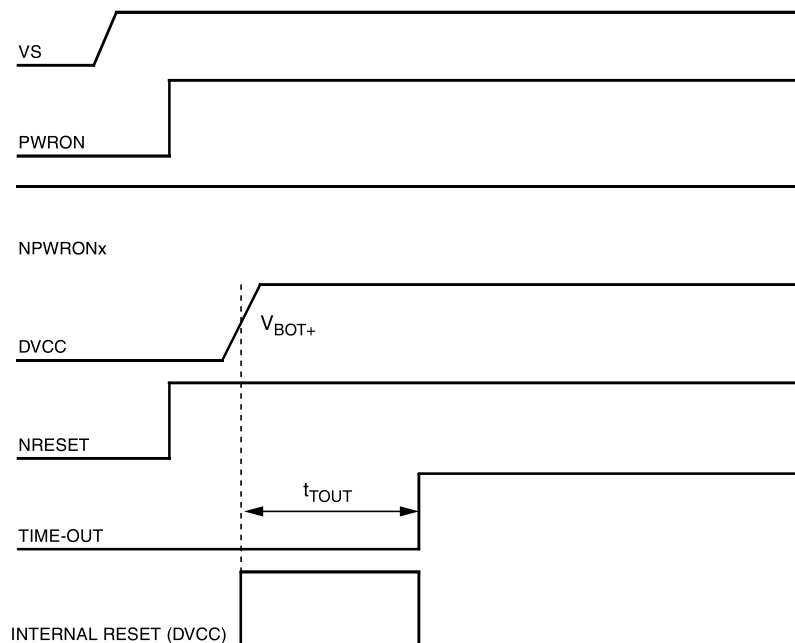 VS
PWRON
NPWRONx
VBOT+
DVCC
NRESET
tTOUT
TIME-OUT
INTERNAL RESET (DVCC)